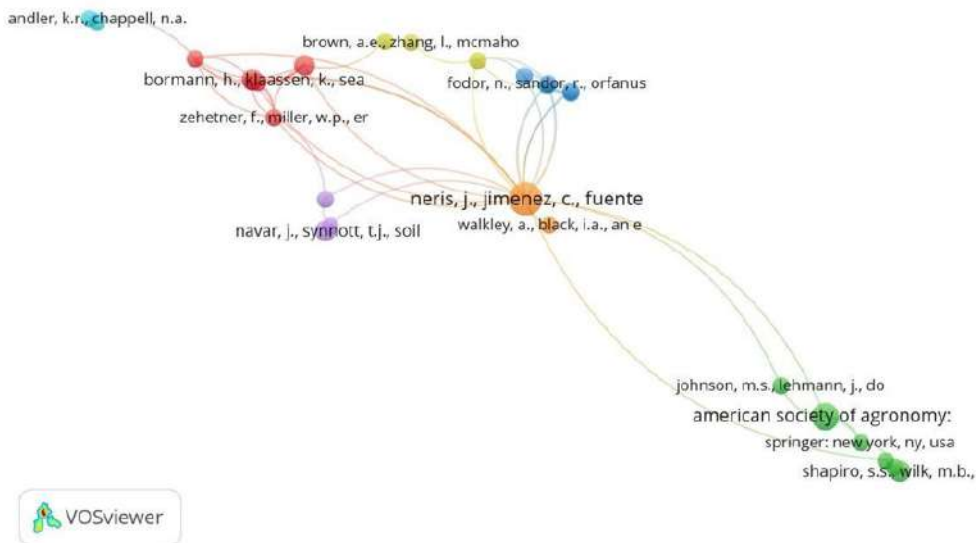 andler, k.r., chappell, n.a.
brown, a.e., zhang, l., mcmaho
bormann, h., klaassen, k., sea
fodor, n., sandor, r., orfanus
zehetner, f., miller, w.p., er
neris, j., jimenez, c., fuente
walkley, a., black, i.a., an e
navar, j., synnott, t.j., soil
johnson, m.s., lehmann, j., do
american society of agronomy:
springer: new york, ny, usa
shapiro, s.s., wilk, m.b.,
VOSviewer